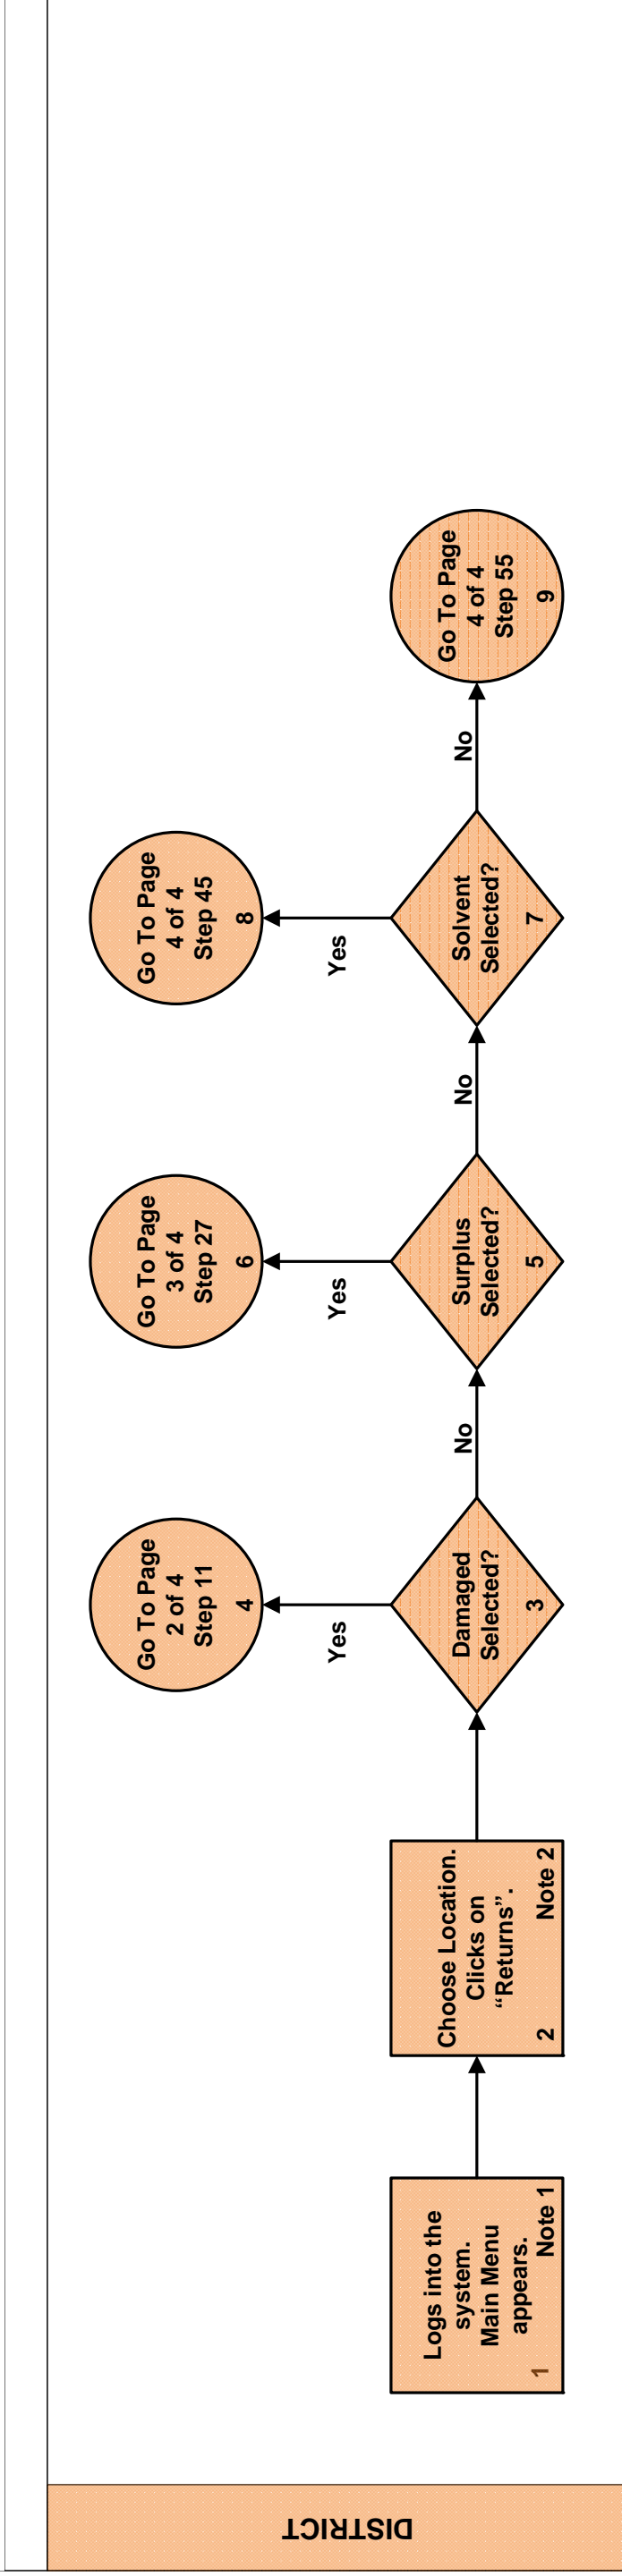 DISTRICT
Logs into the
system.
Main Menu
appears.
1 Note 1
Choose Location.
Clicks on
“Returns”.
2 Note 2
Damaged
Selected?
3
Yes
Go To Page
2 of 4
Step 11
4
No
Surplus
Selected?
5
Yes
Go To Page
3 of 4
Step 27
6
No
Solvent
Selected?
7
Yes
Go To Page
4 of 4
Step 45
8
No
Go To Page
4 of 4
Step 55
9